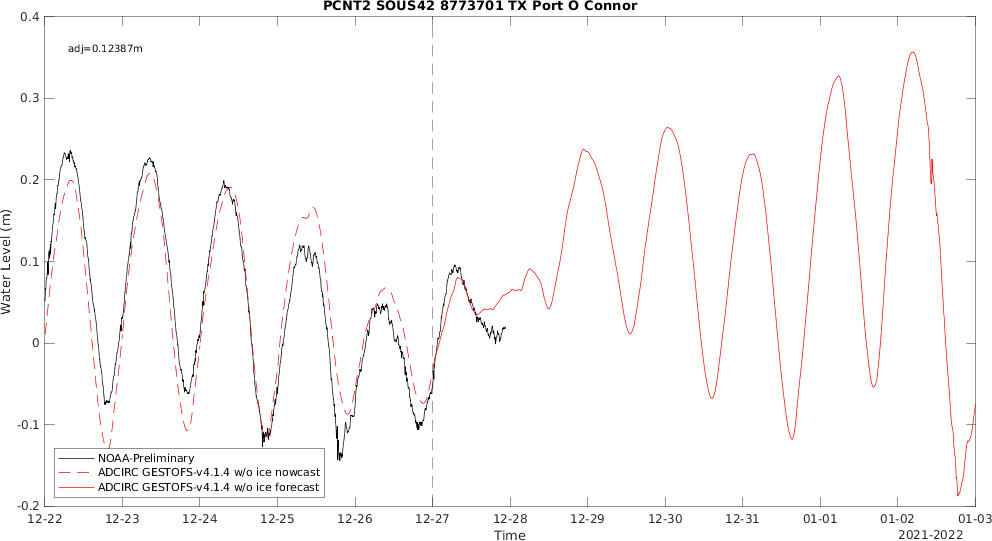 PCNT2 SOUS42 8773701 TX Port O Connor
adj=0.12387m
0.4
0.3
0.2
0.1
0
-0.1
-0.2
Water Level (m)
NOAA-Preliminary
ADCIRC GESTOFS-v4.1.4 w/o ice nowcast
ADCIRC GESTOFS-v4.1.4 w/o ice forecast
12-22 12-23 12-24 12-25 12-26 12-27 12-28 12-29 12-30 12-31 01-01 01-02 01-03
Time
2021-2022